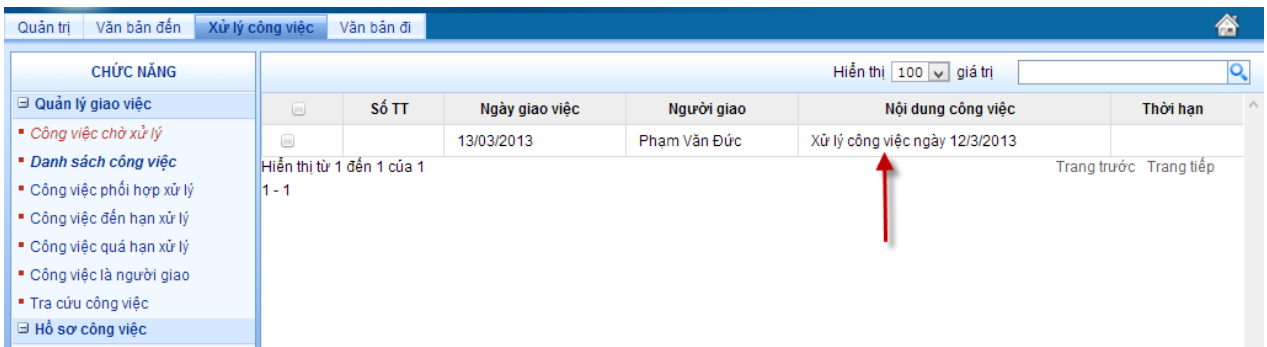 Quản trị Văn bản đến Xử lý công việc Văn bản đi
CHỨC NĂNG
Hiển thị 100 giá trị
Quản lý giao việc
Số TT Ngày giao việc Người giao Nội dung công việc Thời hạn
Công việc chờ xử lý
13/03/2013 Phạm Văn Đức Xử lý công việc ngày 12/3/2013
Danh sách công việc
Hiển thị từ 1 đến 1 của 1 Trang trước Trang tiếp
Công việc phối hợp xử lý
1 - 1
Công việc đến hạn xử lý
Công việc quá hạn xử lý
Công việc là người giao
Tra cứu công việc
Hồ sơ công việc